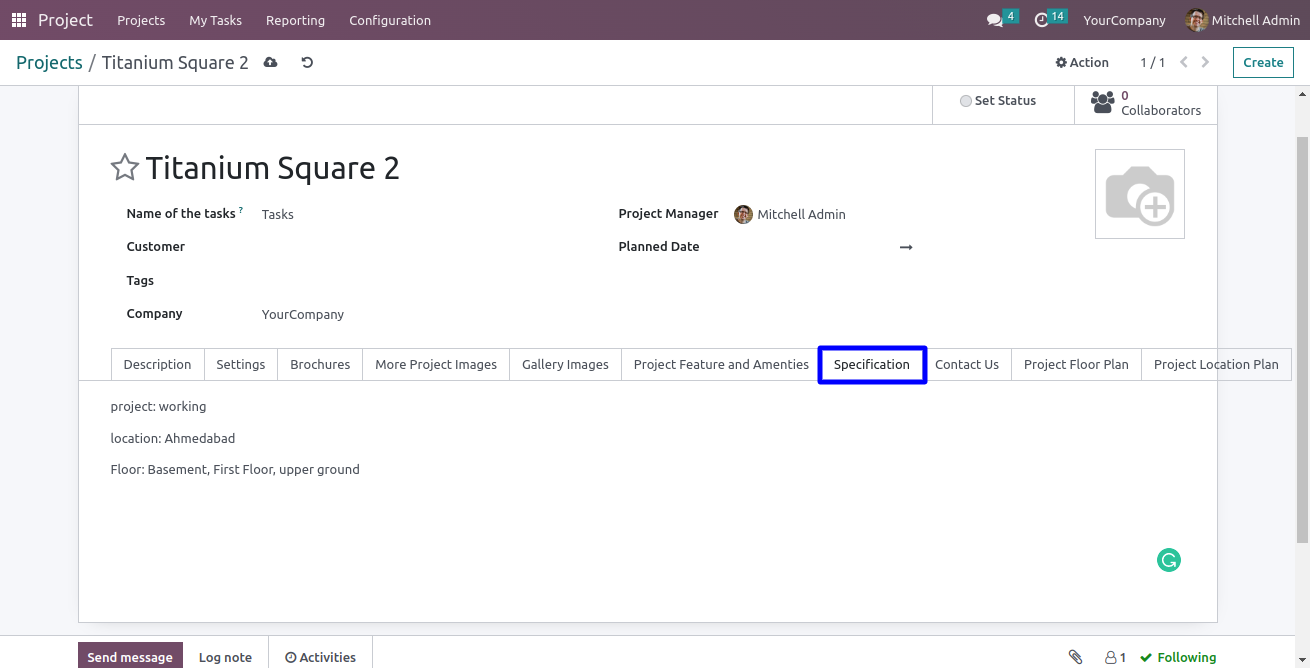 Project Projects My Tasks Reporting Configuration 4 14 YourCompany Mitchell Admin
Projects / Titanium Square 2 Action 1 / 1 Create
Set Status 0 Collaborators
Titanium Square 2
Name of the tasks ? Tasks Project Manager Mitchell Admin
Customer Planned Date
Tags
Company YourCompany
Description Settings Brochures More Project Images Gallery Images Project Feature and Amenties Specification Contact Us Project Floor Plan Project Location Plan
project: working
location: Ahmedabad
Floor: Basement, First Floor, upper ground
Send message Log note Activities 1 Following